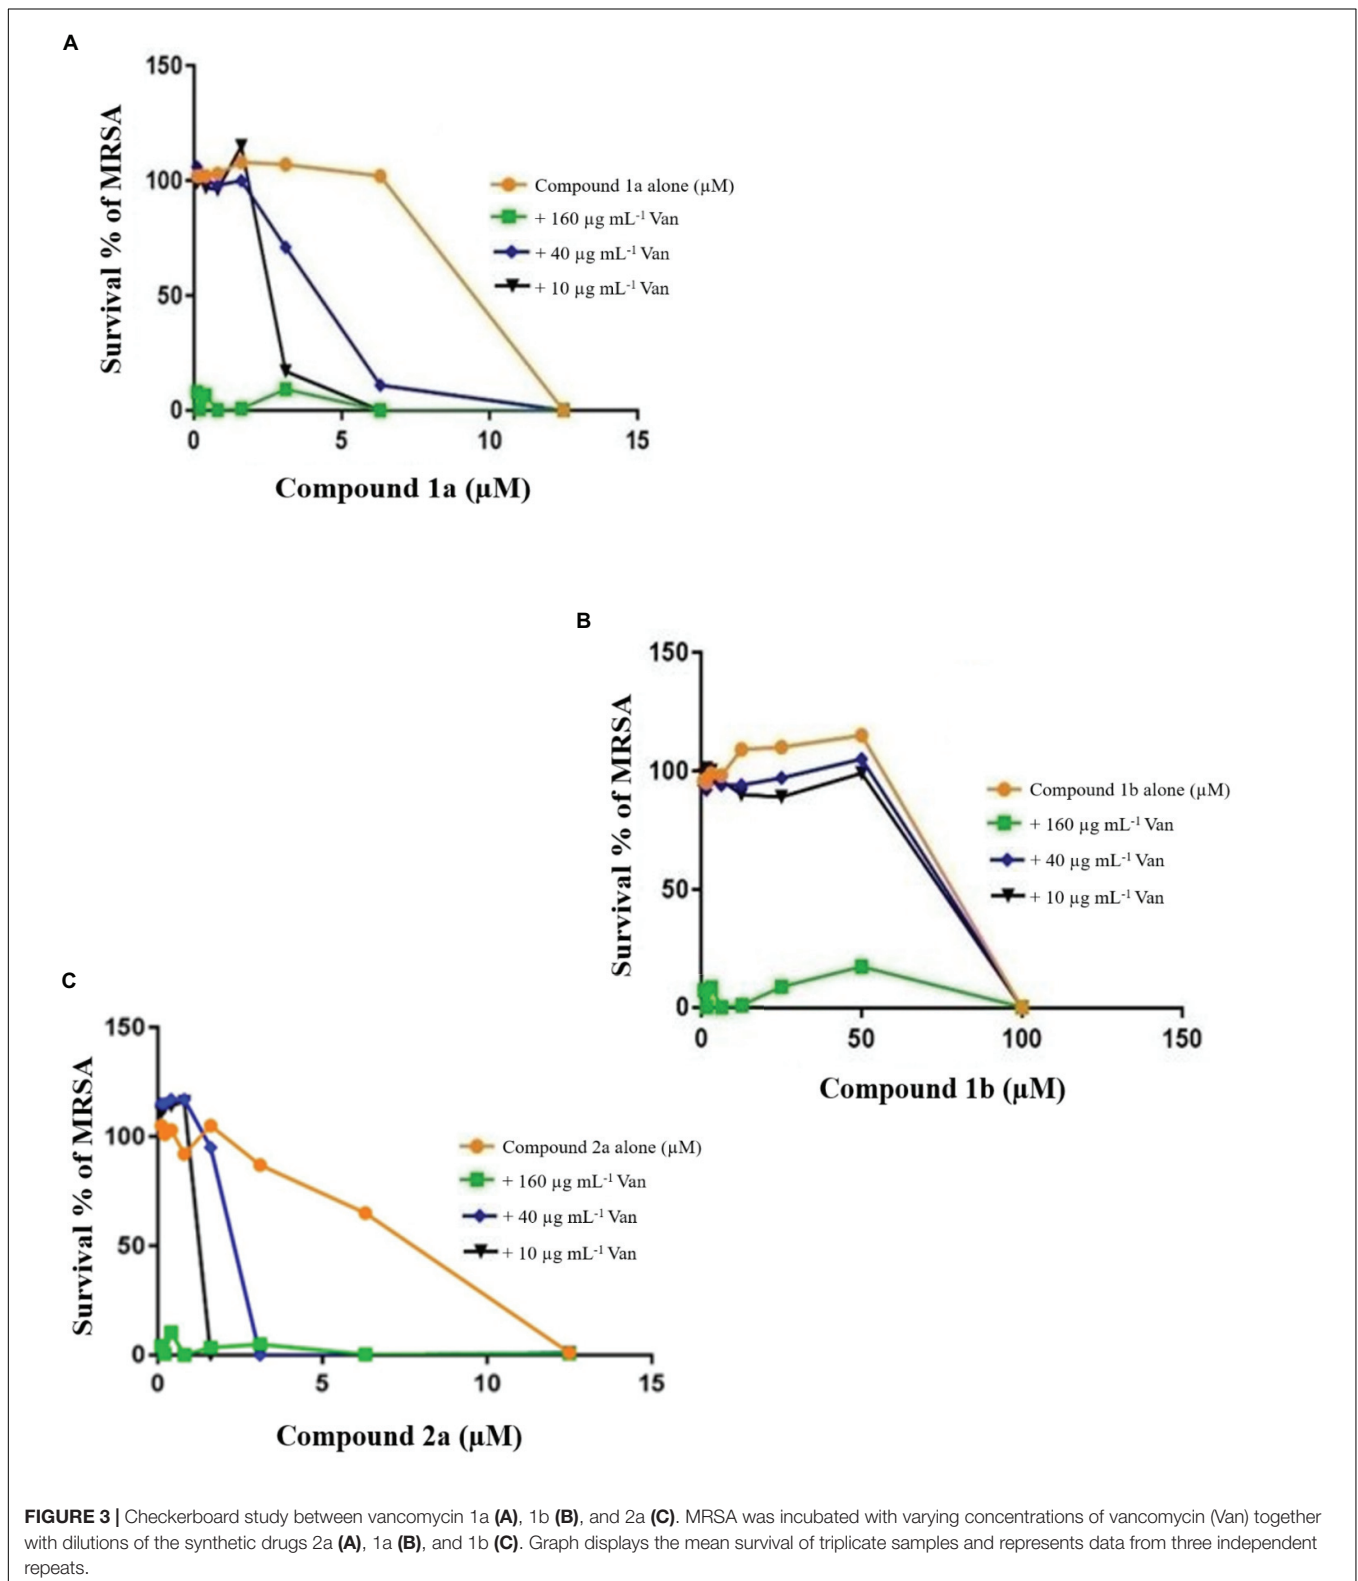 A
150
100
50
0
0 5 10 15
Survival % of MRSA
Compound 1a (µM)
Compound 1a alone (µM)
+ 160 µg mL⁻¹ Van
+ 40 µg mL⁻¹ Van
+ 10 µg mL⁻¹ Van
B
150
100
50
0
0 50 100 150
Survival % of MRSA
Compound 1b (µM)
Compound 1b alone (µM)
+ 160 µg mL⁻¹ Van
+ 40 µg mL⁻¹ Van
+ 10 µg mL⁻¹ Van
C
150
100
50
0
0 5 10 15
Survival % of MRSA
Compound 2a (µM)
Compound 2a alone (µM)
+ 160 µg mL⁻¹ Van
+ 40 µg mL⁻¹ Van
+ 10 µg mL⁻¹ Van
FIGURE 3 | Checkerboard study between vancomycin 1a (A), 1b (B), and 2a (C). MRSA was incubated with varying concentrations of vancomycin (Van) together
with dilutions of the synthetic drugs 2a (A), 1a (B), and 1b (C). Graph displays the mean survival of triplicate samples and represents data from three independent
repeats.